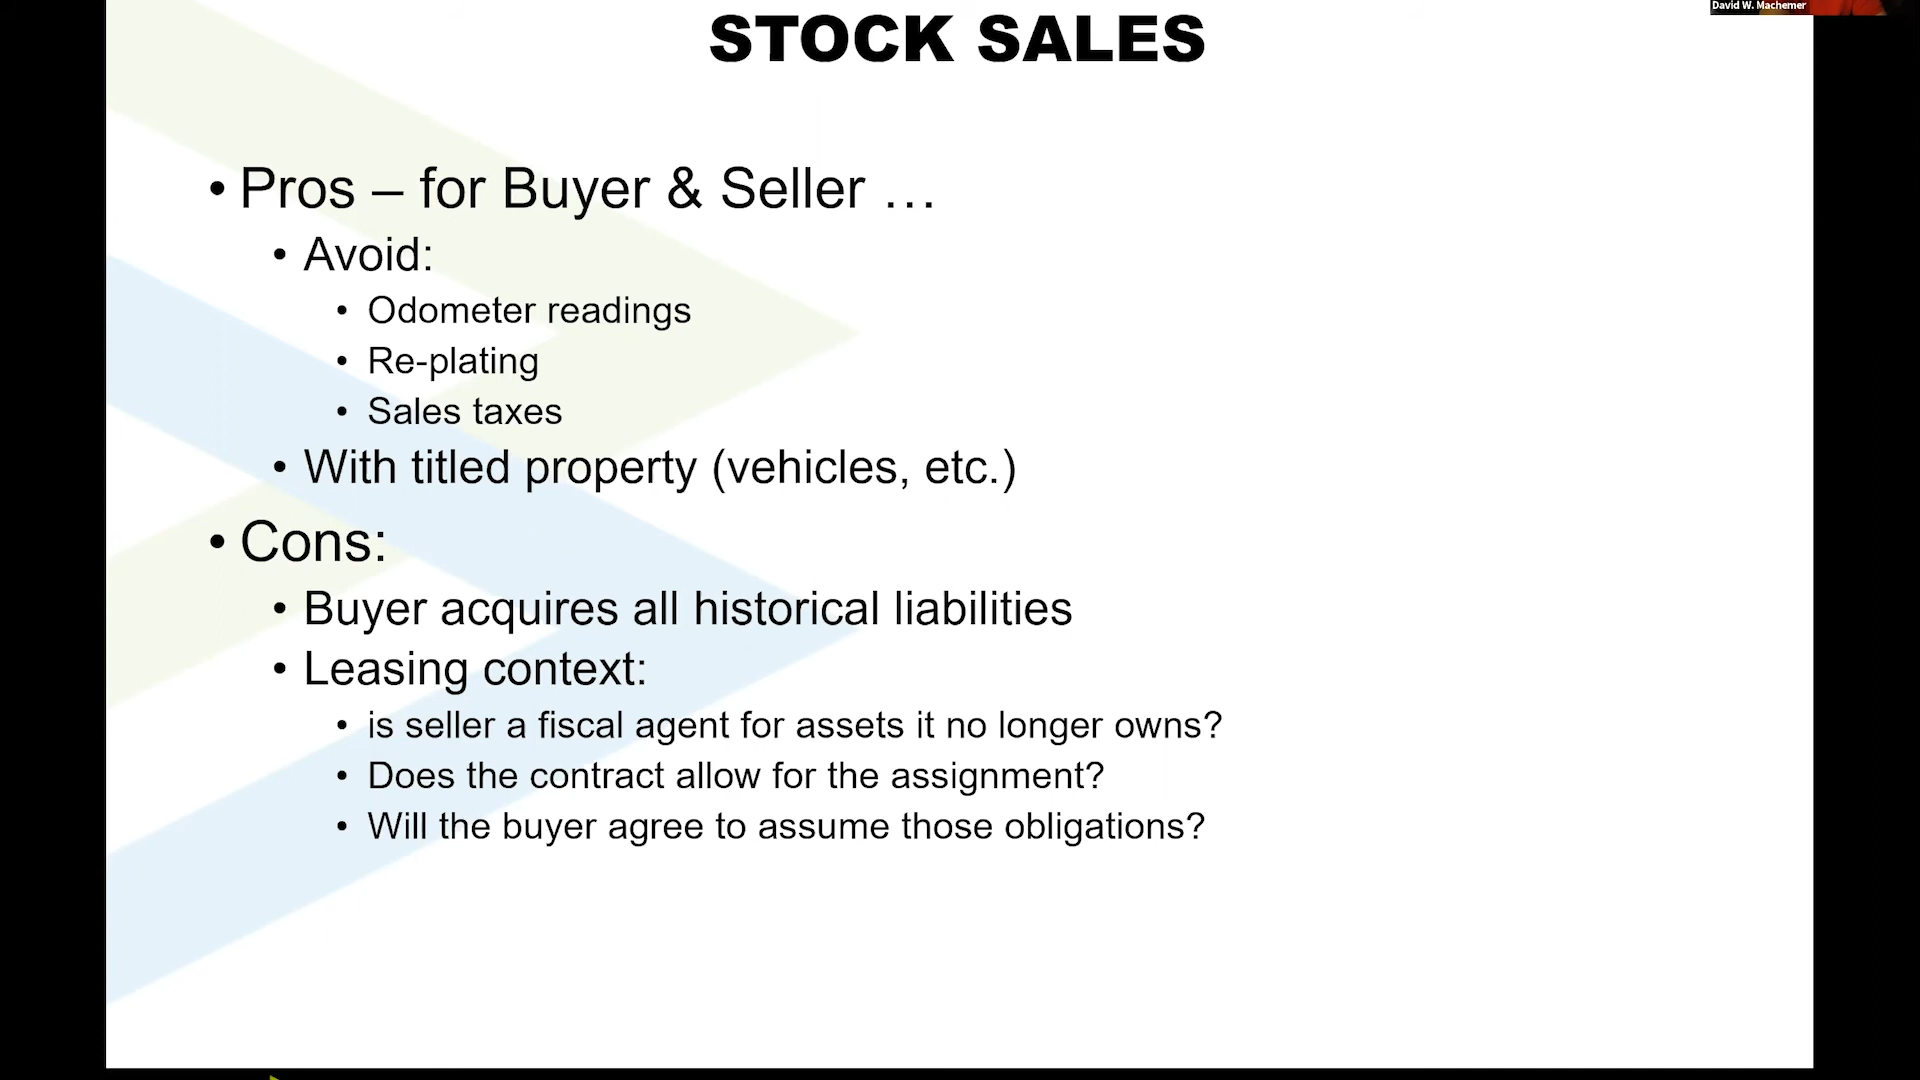 David W. Machemer
STOCK SALES
• Pros – for Buyer & Seller …
• Avoid:
• Odometer readings
• Re-plating
• Sales taxes
• With titled property (vehicles, etc.)
• Cons:
• Buyer acquires all historical liabilities
• Leasing context:
• is seller a fiscal agent for assets it no longer owns?
• Does the contract allow for the assignment?
• Will the buyer agree to assume those obligations?